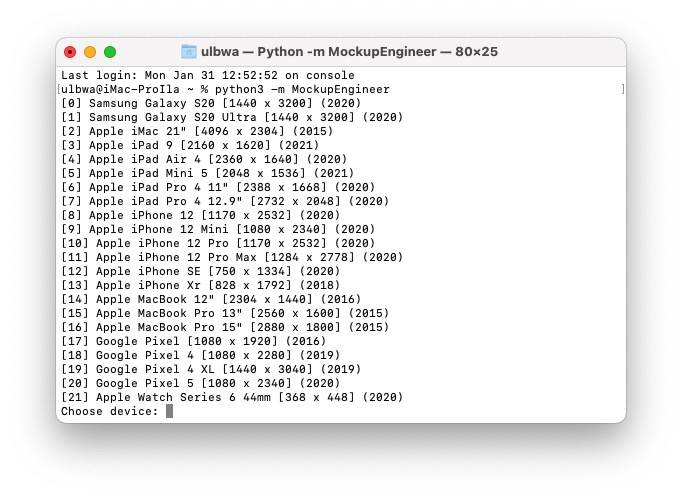 ulbwa — Python -m MockupEngineer — 80×25
Last login: Mon Jan 31 12:52:52 on console
[ulbwa@iMac-ProIla ~ % python3 -m MockupEngineer ]
[0] Samsung Galaxy S20 [1440 x 3200] (2020)
[1] Samsung Galaxy S20 Ultra [1440 x 3200] (2020)
[2] Apple iMac 21" [4096 x 2304] (2015)
[3] Apple iPad 9 [2160 x 1620] (2021)
[4] Apple iPad Air 4 [2360 x 1640] (2020)
[5] Apple iPad Mini 5 [2048 x 1536] (2021)
[6] Apple iPad Pro 4 11" [2388 x 1668] (2020)
[7] Apple iPad Pro 4 12.9" [2732 x 2048] (2020)
[8] Apple iPhone 12 [1170 x 2532] (2020)
[9] Apple iPhone 12 Mini [1080 x 2340] (2020)
[10] Apple iPhone 12 Pro [1170 x 2532] (2020)
[11] Apple iPhone 12 Pro Max [1284 x 2778] (2020)
[12] Apple iPhone SE [750 x 1334] (2020)
[13] Apple iPhone Xr [828 x 1792] (2018)
[14] Apple MacBook 12" [2304 x 1440] (2016)
[15] Apple MacBook Pro 13" [2560 x 1600] (2015)
[16] Apple MacBook Pro 15" [2880 x 1800] (2015)
[17] Google Pixel [1080 x 1920] (2016)
[18] Google Pixel 4 [1080 x 2280] (2019)
[19] Google Pixel 4 XL [1440 x 3040] (2019)
[20] Google Pixel 5 [1080 x 2340] (2020)
[21] Apple Watch Series 6 44mm [368 x 448] (2020)
Choose device: